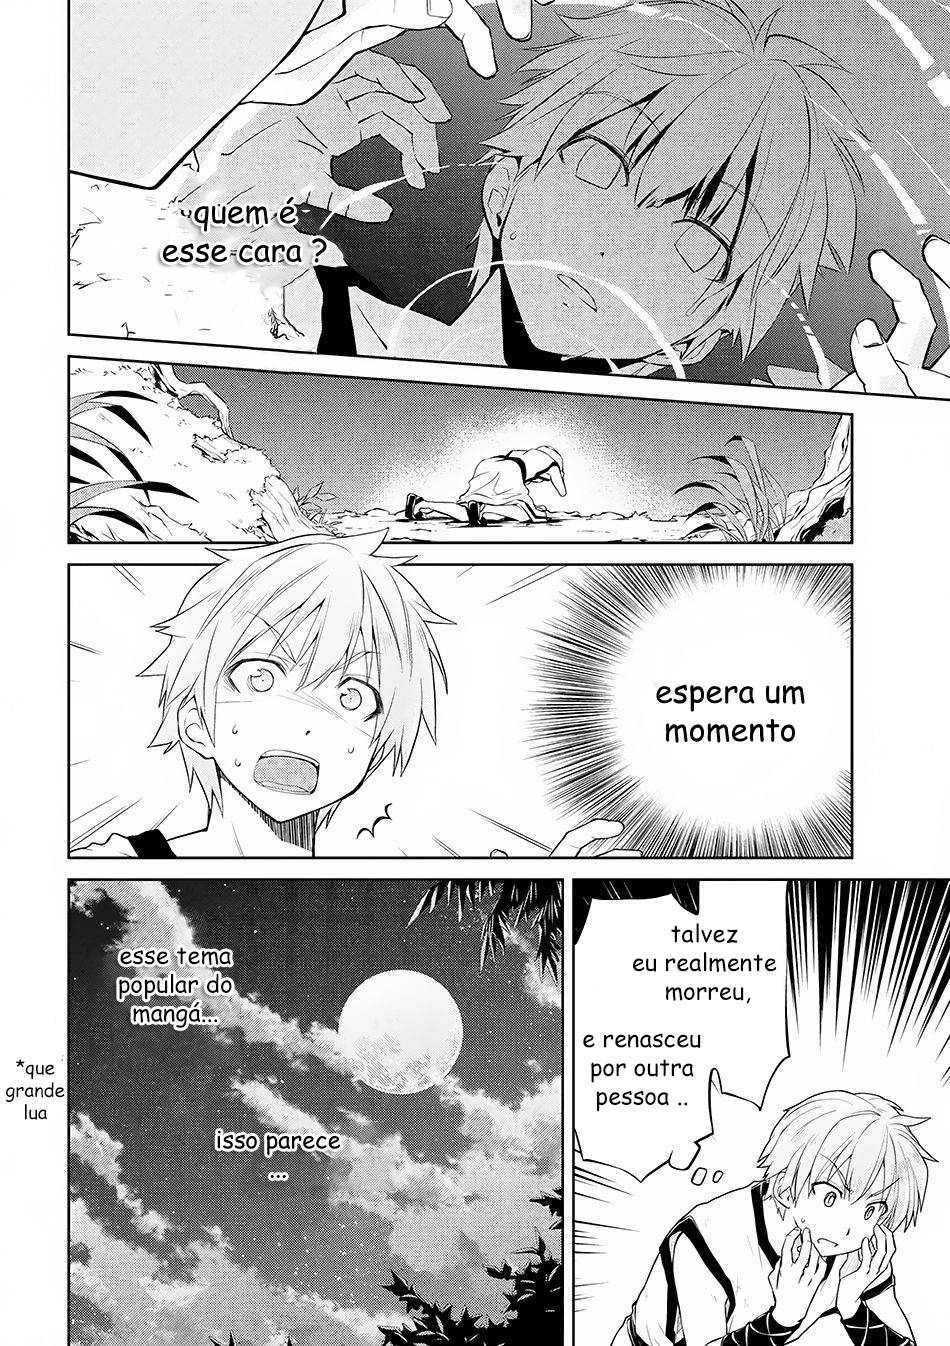 quem é
esse cara ?
espera um
momento
talvez
eu realmente
morreu,
e renasceu
por outra
pessoa ..
esse tema
popular do
mangá...
isso parece
...
*que
grande
lua